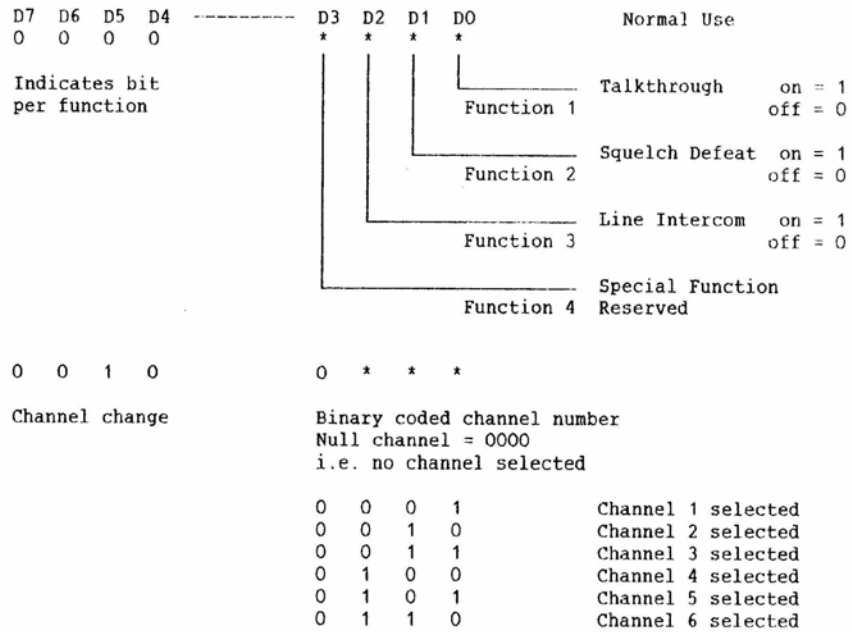 D7 D6 D5 D4 ---------- D3 D2 D1 D0 Normal Use
0 0 0 0 * * * *
Indicates bit
per function
Talkthrough on = 1
Function 1 off = 0
Squelch Defeat on = 1
Function 2 off = 0
Line Intercom on = 1
Function 3 off = 0
Special Function
Function 4 Reserved
0 0 1 0 0 * * *
Channel change Binary coded channel number
Null channel = 0000
i.e. no channel selected
0 0 0 1 Channel 1 selected
0 0 1 0 Channel 2 selected
0 0 1 1 Channel 3 selected
0 1 0 0 Channel 4 selected
0 1 0 1 Channel 5 selected
0 1 1 0 Channel 6 selected